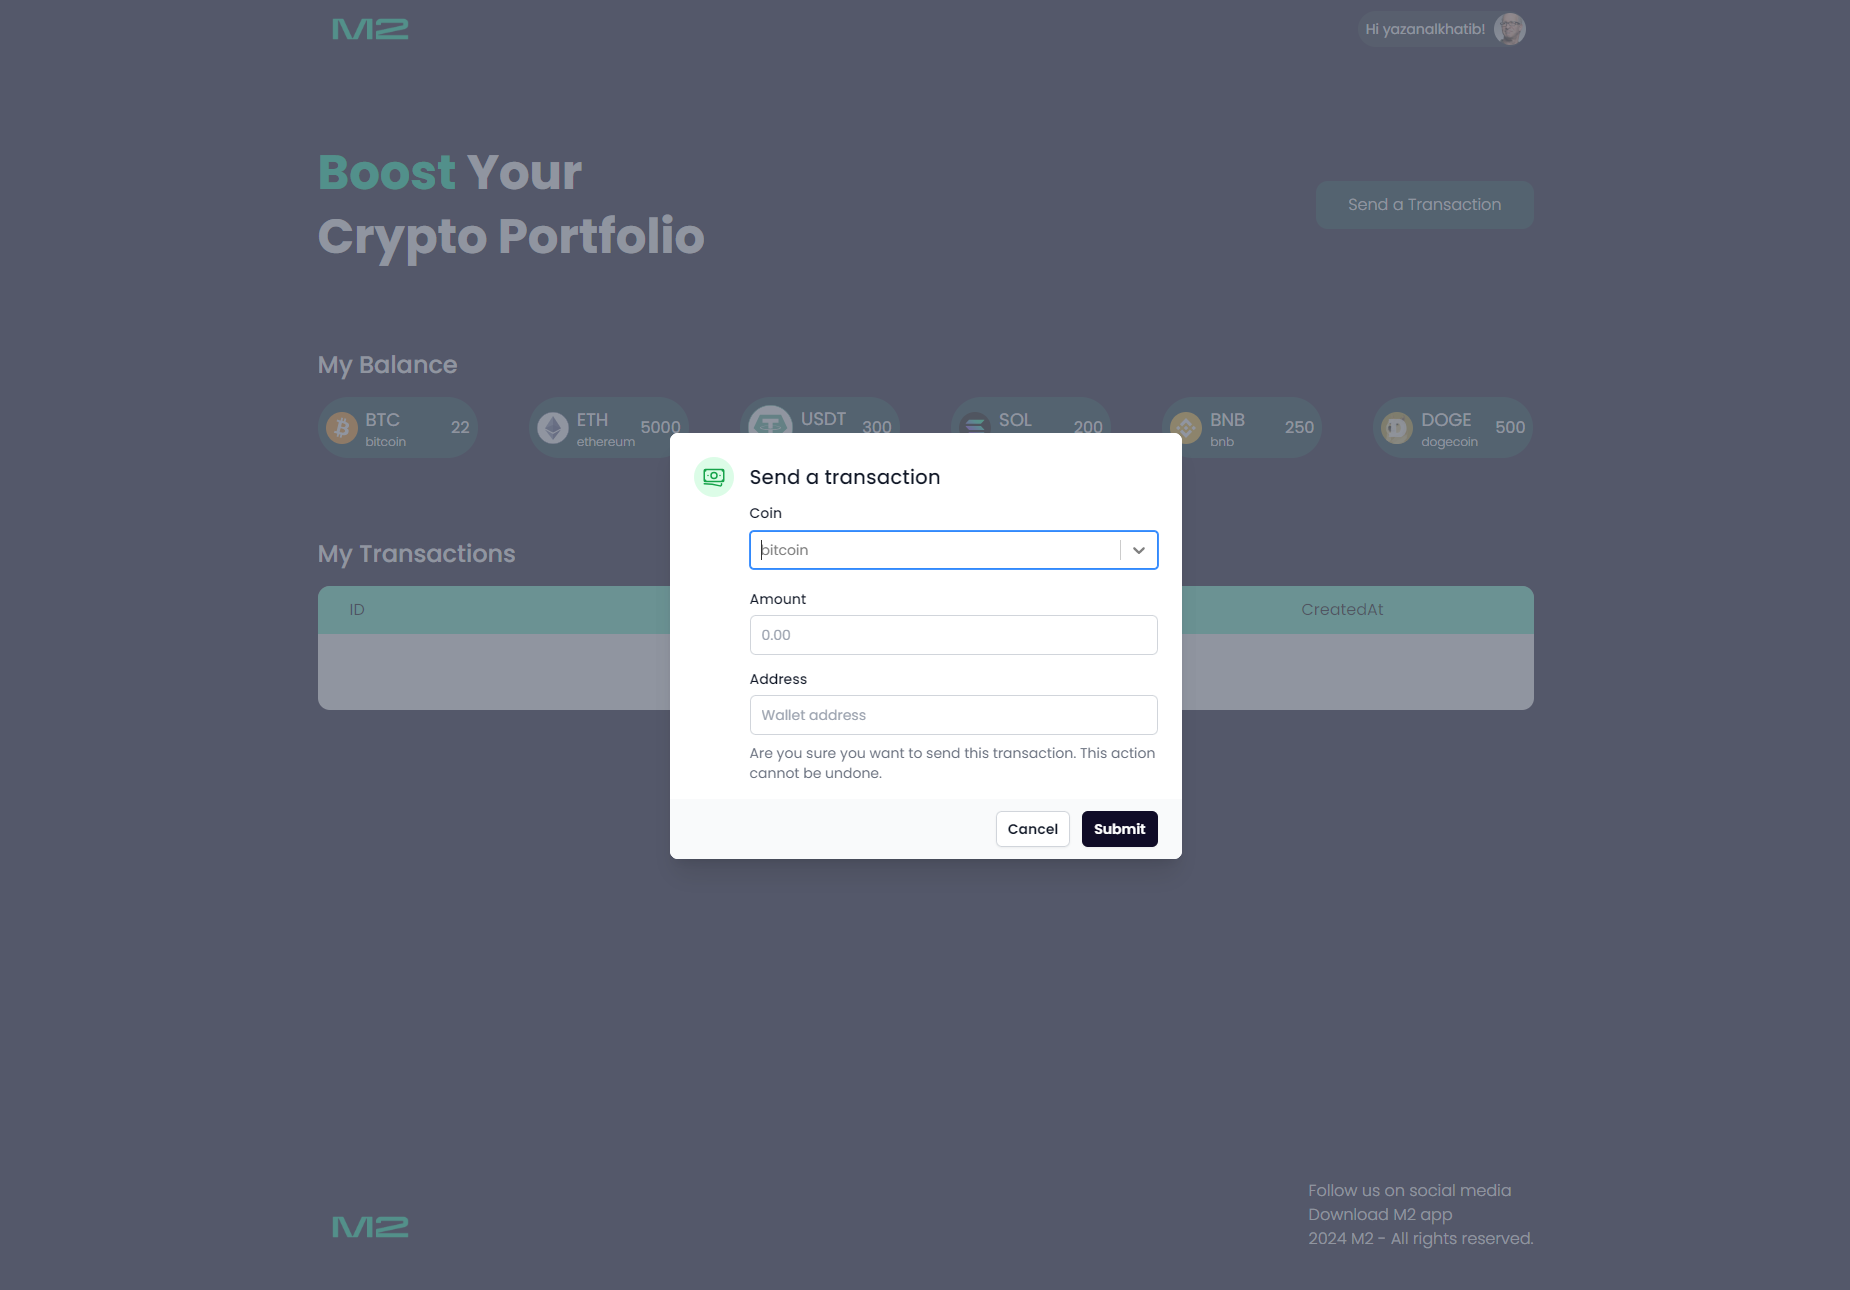 M2
Hi yazanalkhatib!
Boost Your
Crypto Portfolio
Send a Transaction
My Balance
BTC
bitcoin
22
ETH
ethereum
5000
USDT
300
SOL
200
BNB
bnb
250
DOGE
dogecoin
500
Send a transaction
Coin
bitcoin
Amount
0.00
Address
Wallet address
Are you sure you want to send this transaction. This action
cannot be undone.
Cancel
Submit
My Transactions
ID
CreatedAt
M2
Follow us on social media
Download M2 app
2024 M2 - All rights reserved.